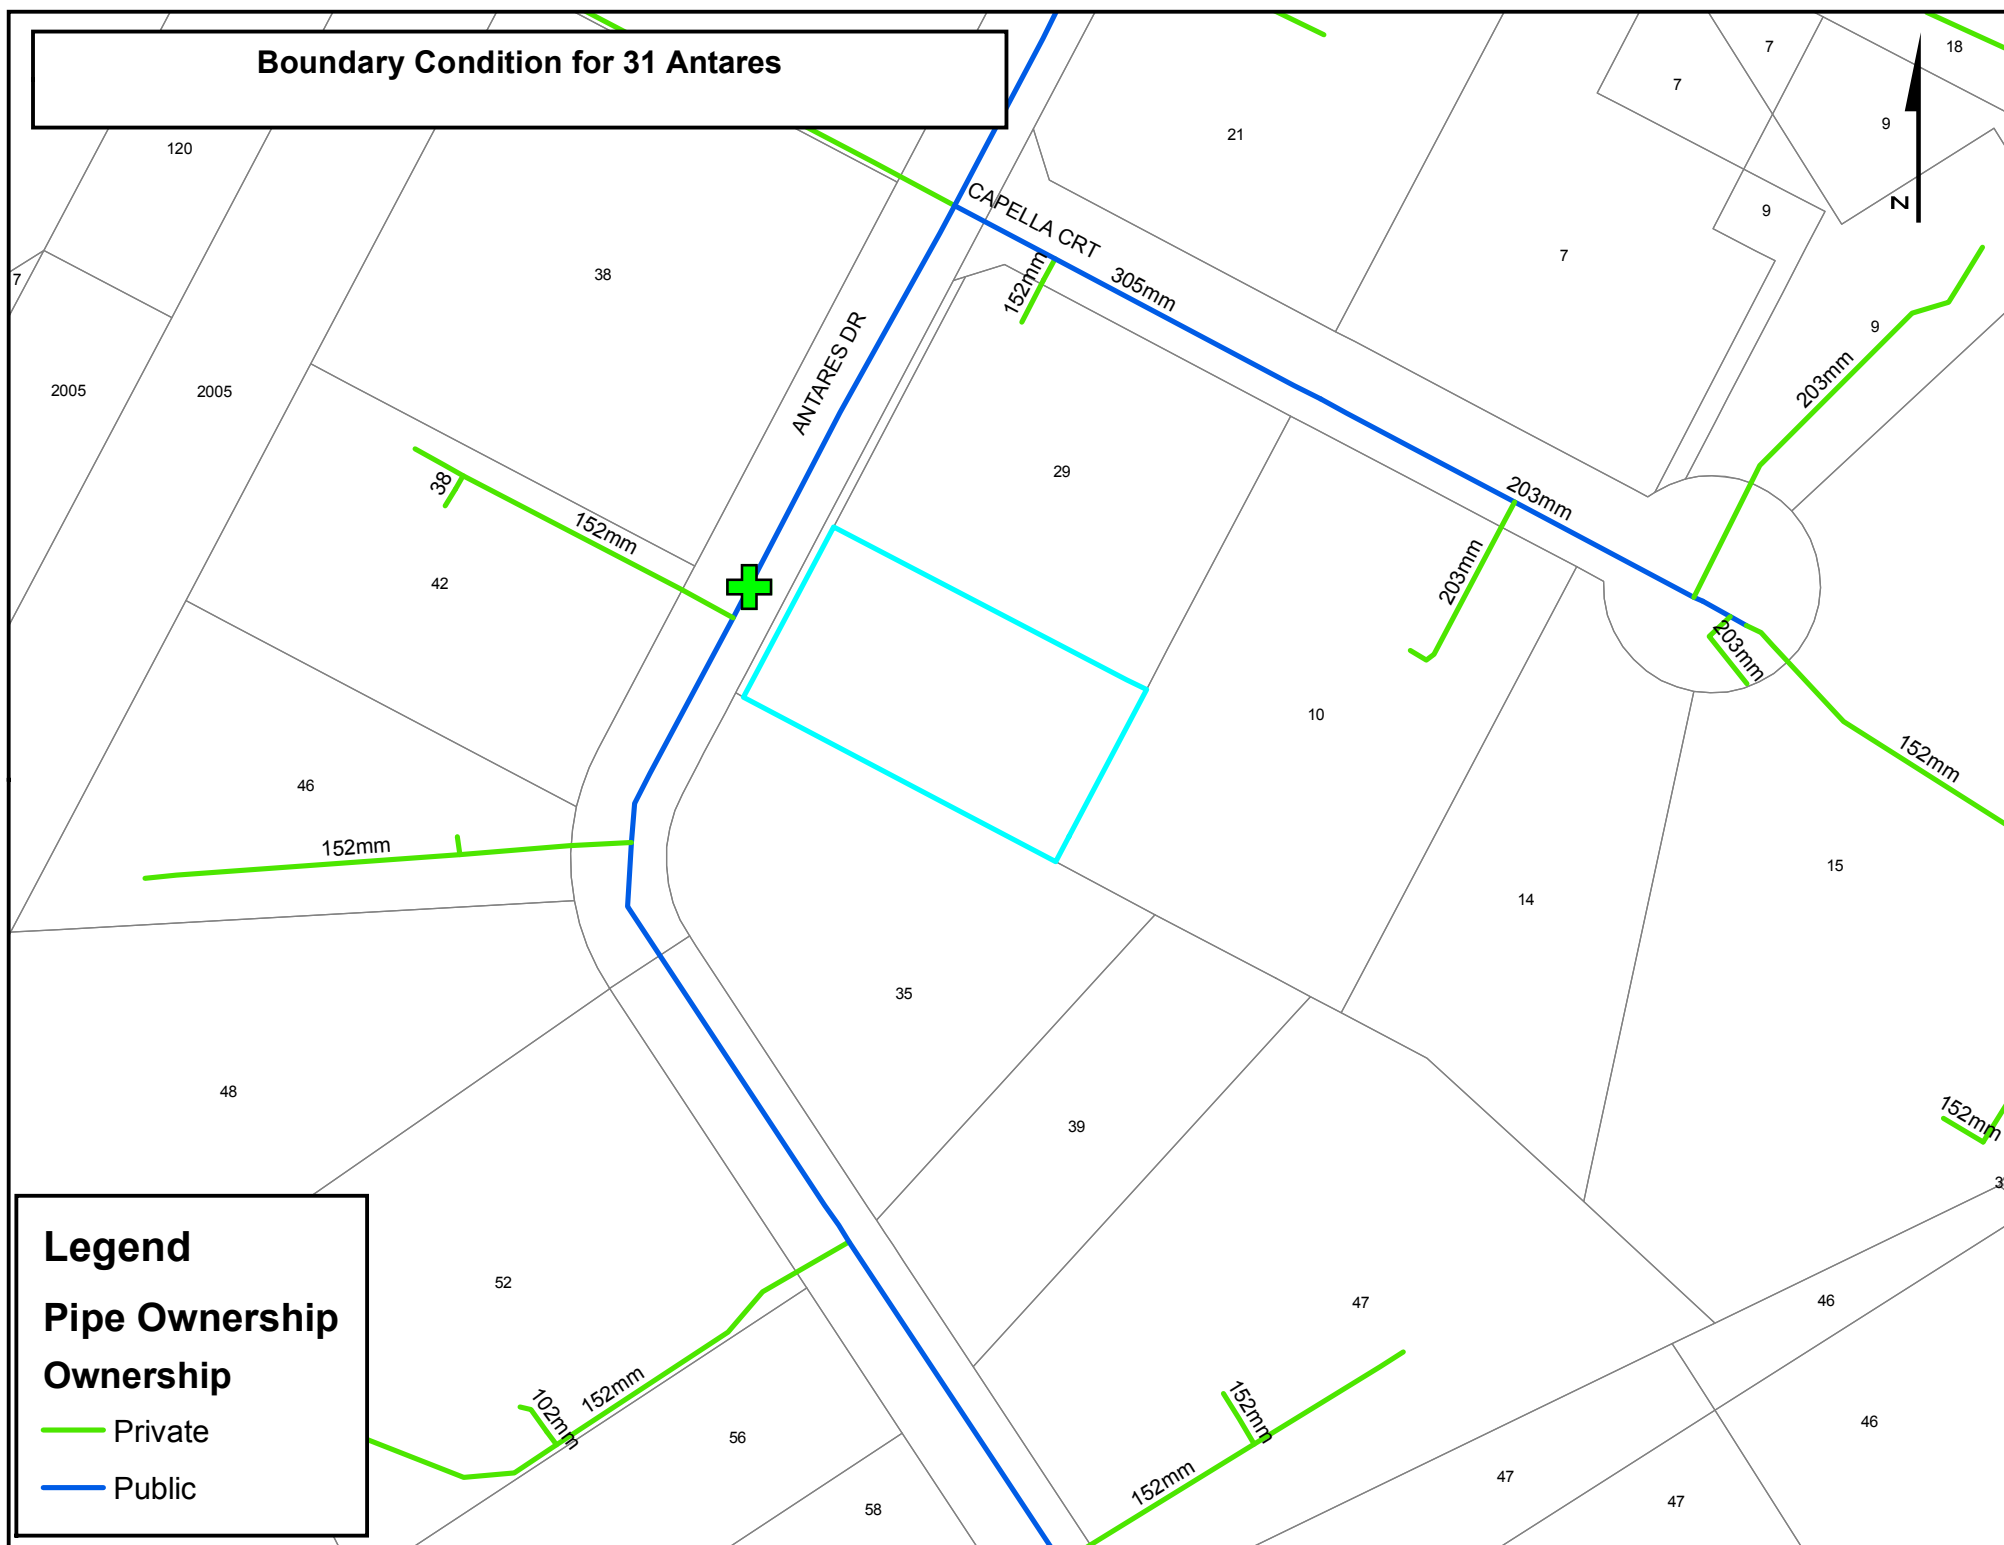 Boundary Condition for 31 Antares
7
18
7
120
21
9
9
CAPELLA CRT
N
7
38
7
152mm
305mm
9
ANTARES DR
203mm
2005
2005
29
38
203mm
152mm
203mm
42
203mm
10
152mm
46
152mm
15
14
35
48
152mm
39
3
Legend
52
47
46
Pipe Ownership
Ownership
152mm
102mm
152mm
Private
56
46
152mm
47
Public
58
47